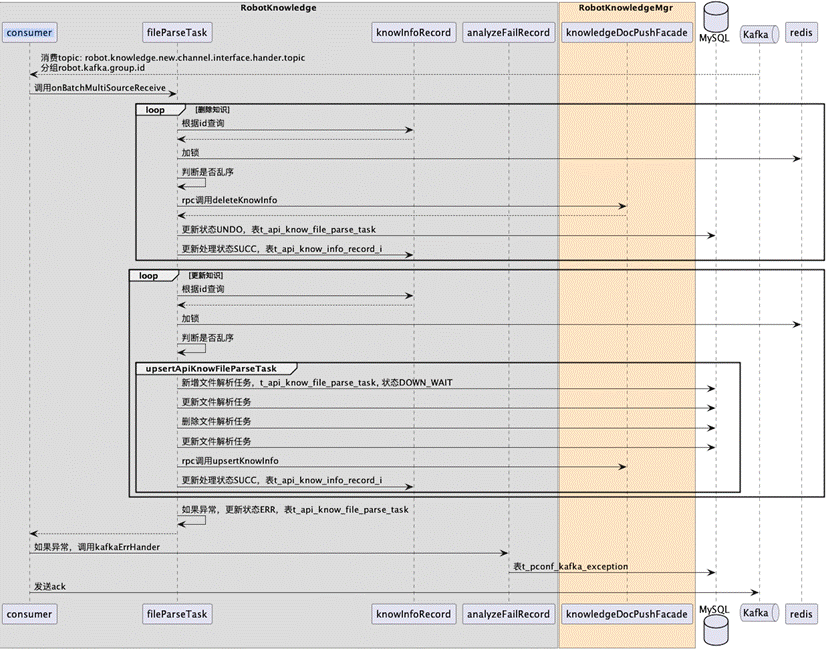 RobotKnowledge
RobotKnowledgeMgr
consumer
fileParseTask
knowInfoRecord
analyzeFailRecord
knowledgeDocPushFacade
MySQL
Kafka
redis
消费topic: robot.knowledge.new.channel.interface.hander.topic
分组robot.kafka.group.id
调用onBatchMultiSourceReceive
loop [删除知识]
根据id查询
加锁
判断是否乱序
rpc调用deleteKnowInfo
更新状态UNDO，表t_api_know_file_parse_task
更新处理状态SUCC，表t_api_know_info_record_i
loop [更新知识]
根据id查询
加锁
判断是否乱序
upsertApiKnowFileParseTask
新增文件解析任务，t_api_know_file_parse_task, 状态DOWN_WAIT
更新文件解析任务
删除文件解析任务
更新文件解析任务
rpc调用upsertKnowInfo
更新处理状态SUCC，表t_api_know_info_record_i
如果异常，更新状态ERR，表t_api_know_file_parse_task
如果异常，调用kafkaErrHander
表t_pconf_kafka_exception
发送ack
consumer
fileParseTask
knowInfoRecord
analyzeFailRecord
knowledgeDocPushFacade
MySQL
Kafka
redis